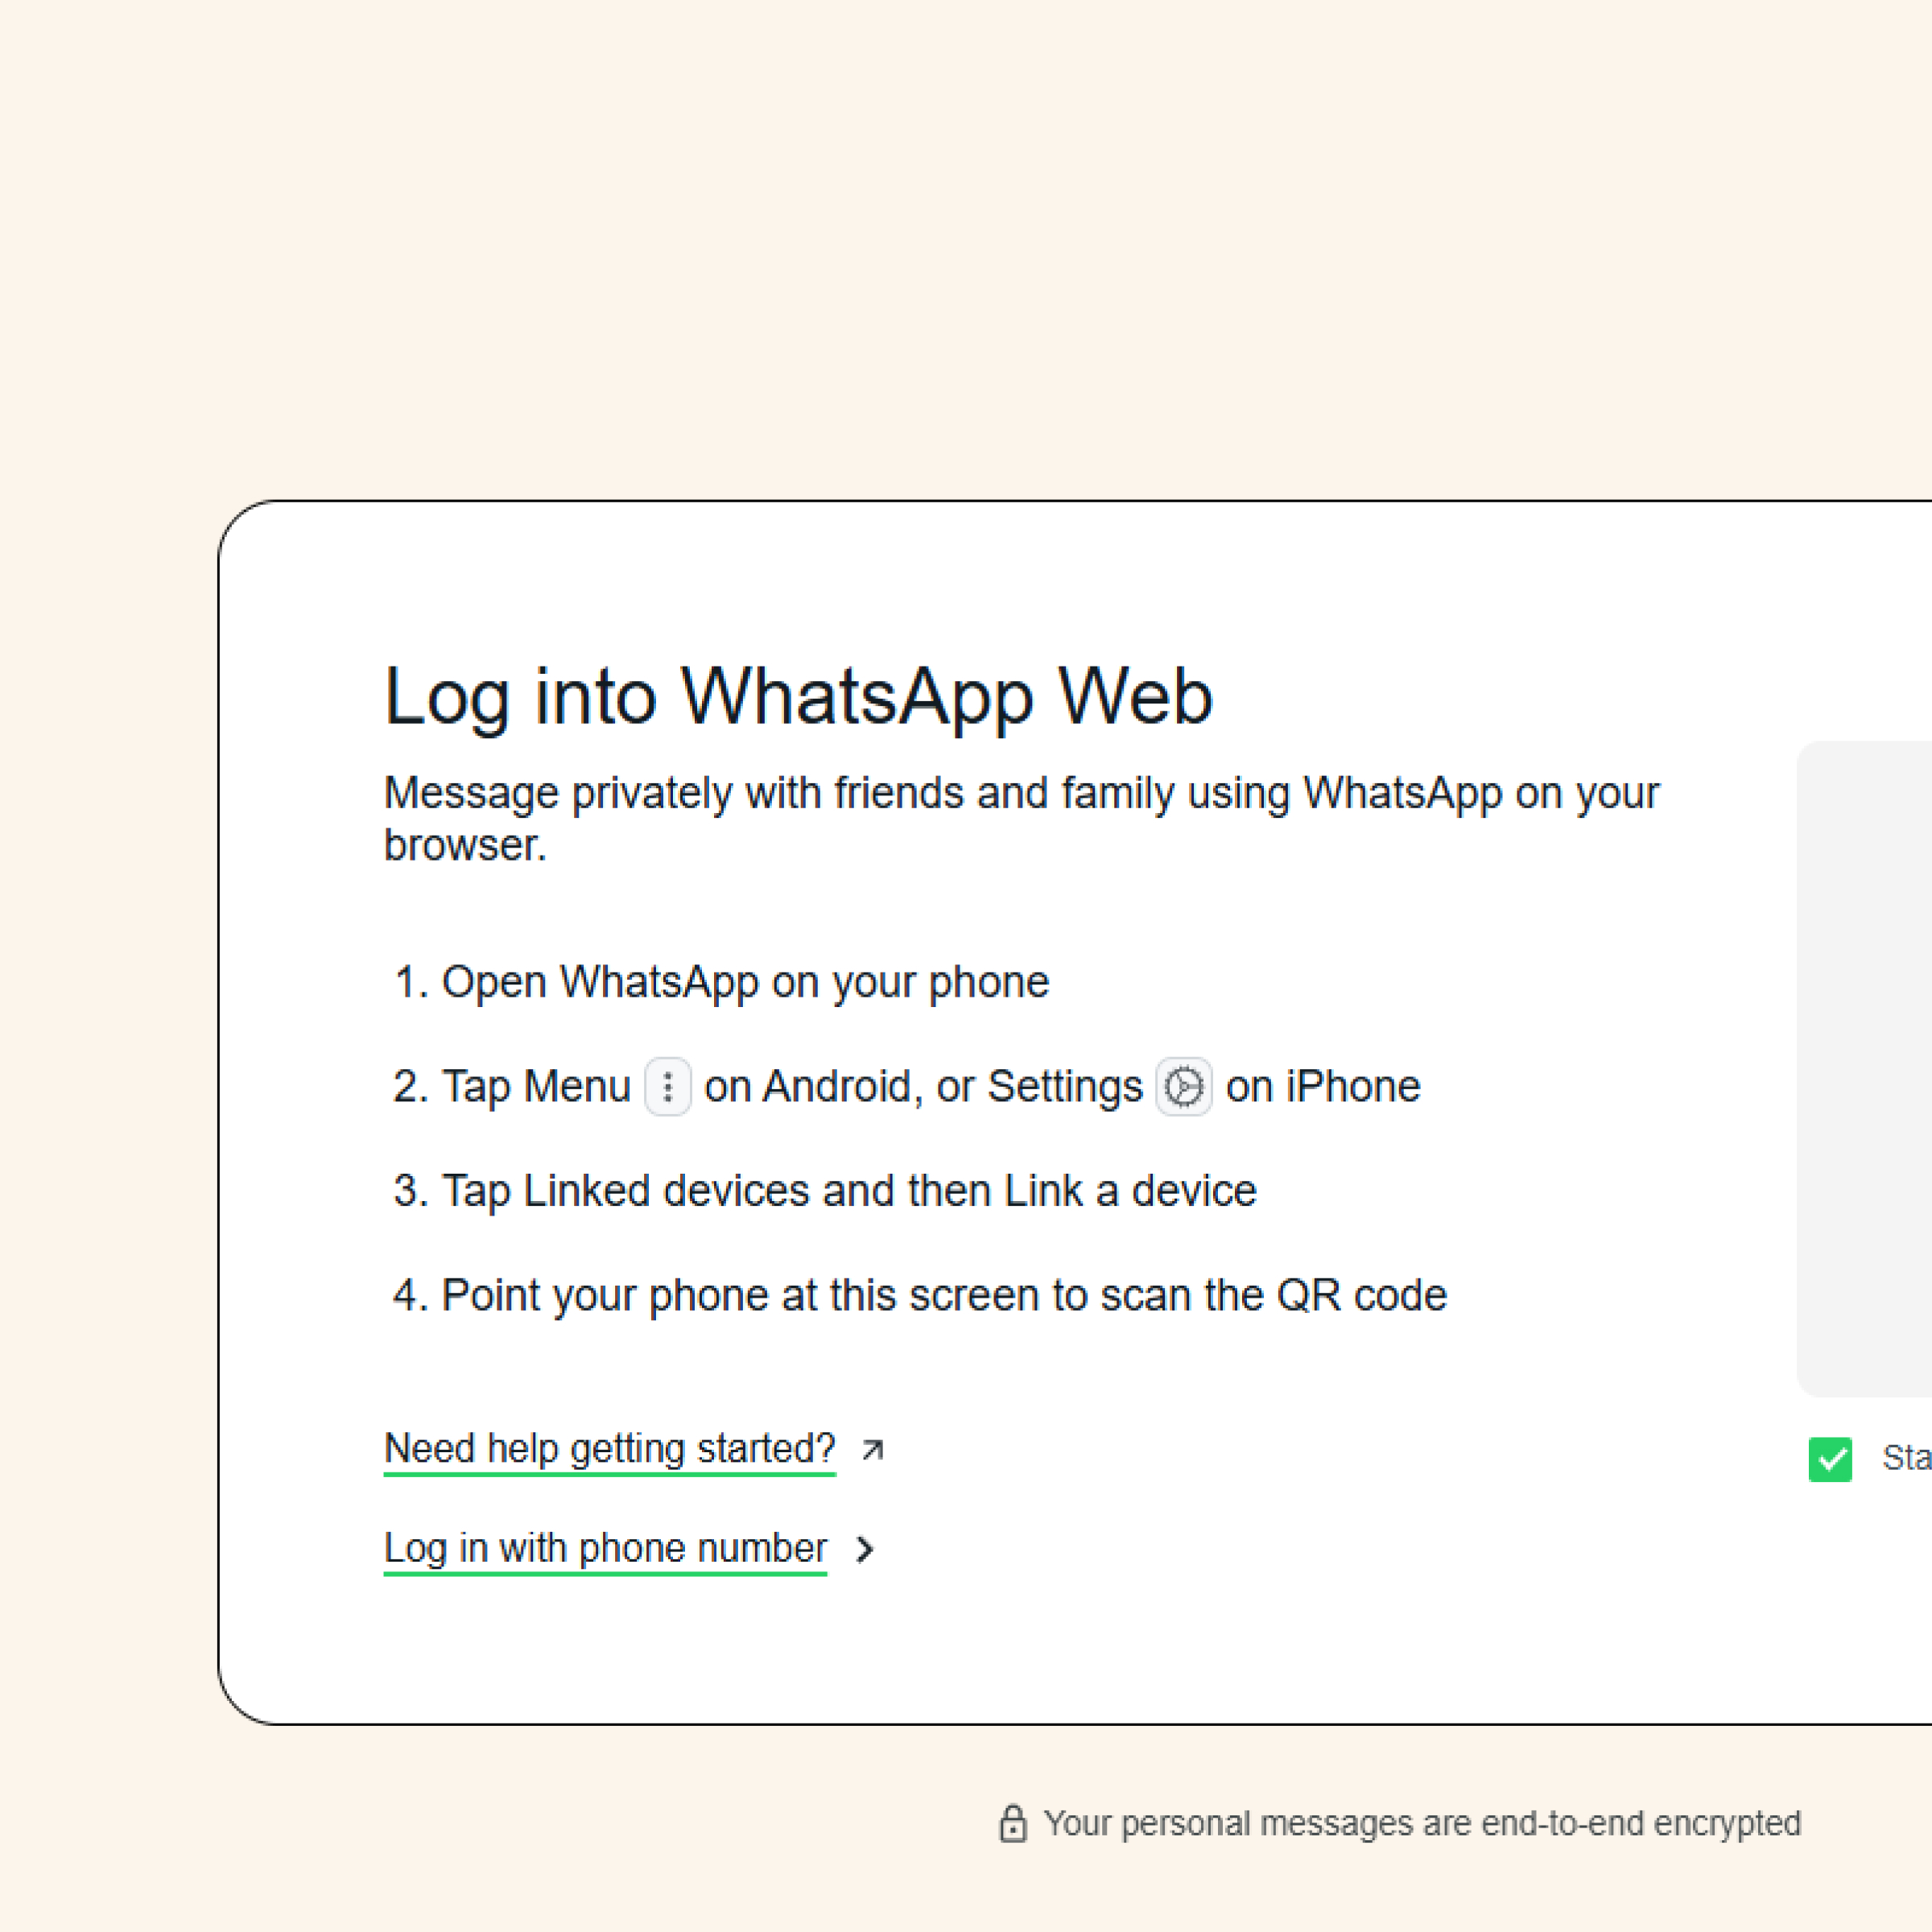 Log into WhatsApp Web
Message privately with friends and family using WhatsApp on your
browser.
1. Open WhatsApp on your phone
2. Tap Menu on Android, or Settings on iPhone
3. Tap Linked devices and then Link a device
4. Point your phone at this screen to scan the QR code
Need help getting started?
Log in with phone number
Your personal messages are end-to-end encrypted